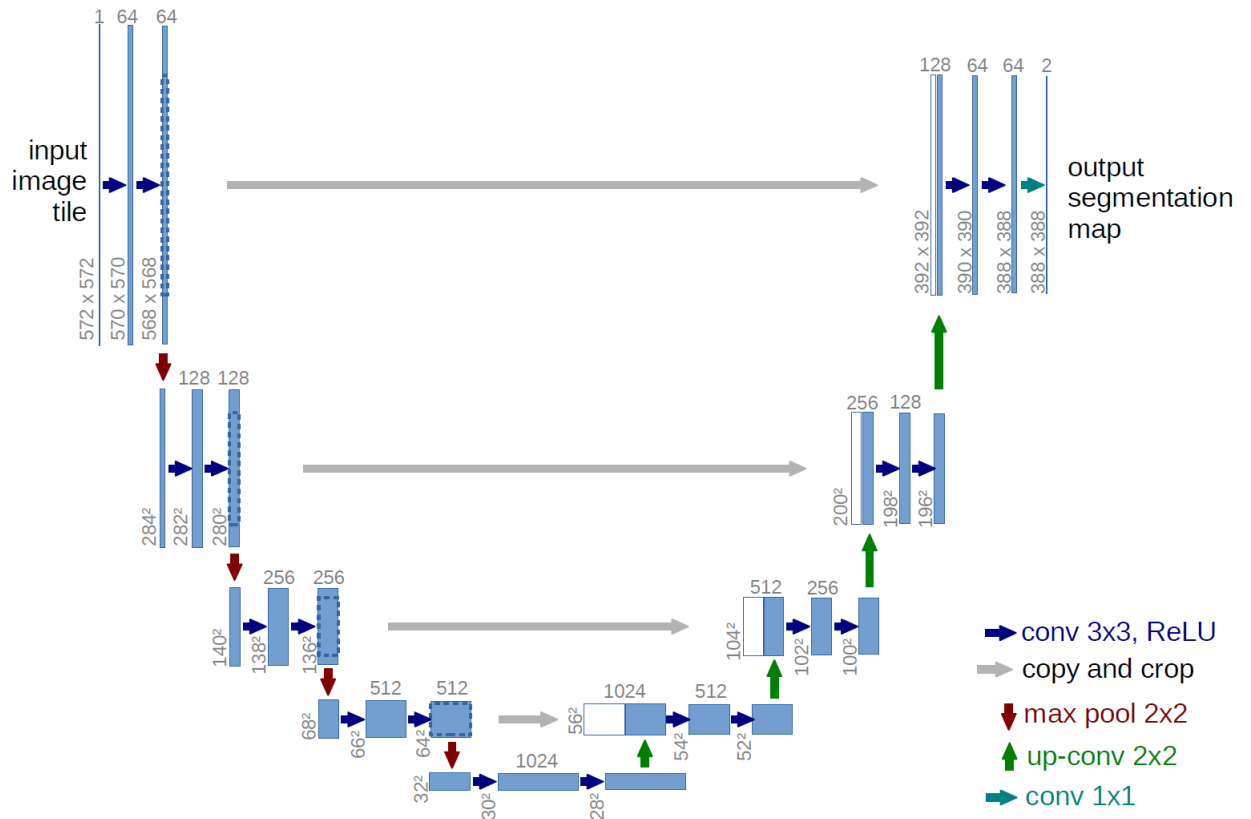 1 64 64
input
image
tile
572 x 572
570 x 570
568 x 568
128 64 64 2
output
segmentation
map
392 x 392
390 x 390
388 x 388
388 x 388
128 128
284²
282²
280²
256 128
200²
198²
196²
256 256
140²
138²
136²
512 256
104²
102²
100²
512 512
68²
66²
64²
1024 512
56²
54²
52²
1024
32²
30²
28²
conv 3x3, ReLU
copy and crop
max pool 2x2
up-conv 2x2
conv 1x1